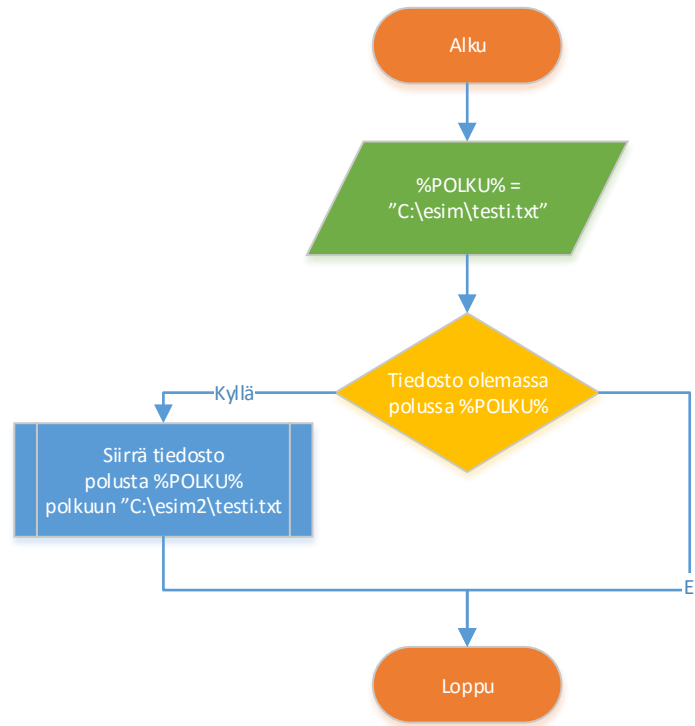 Alku
%POLKU% =
”C:\esim\testi.txt”
Tiedosto olemassa
polussa %POLKU%
Kyllä
Siirrä tiedosto
polusta %POLKU%
polkuun ”C:\esim2\testi.txt
E
Loppu